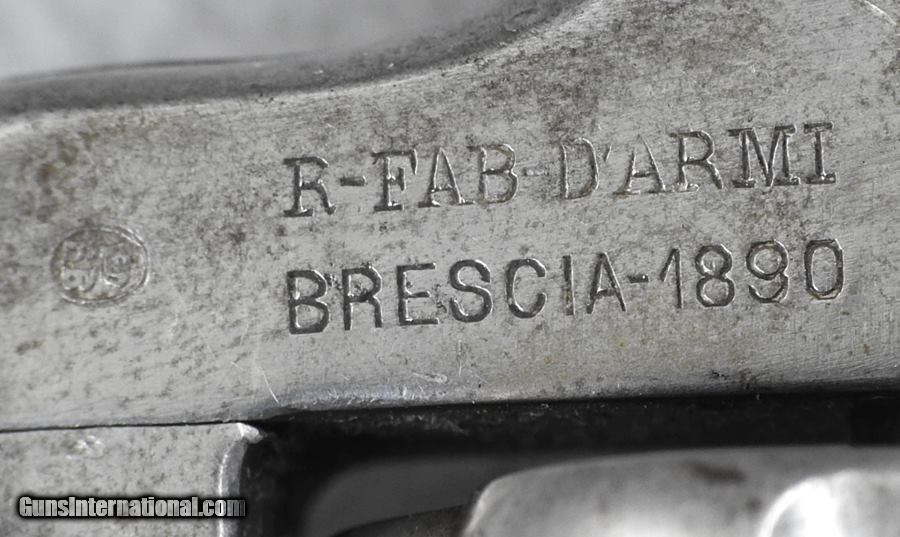 R-FAB-D'ARMI
BRESCIA-1890
GunsInternational.com